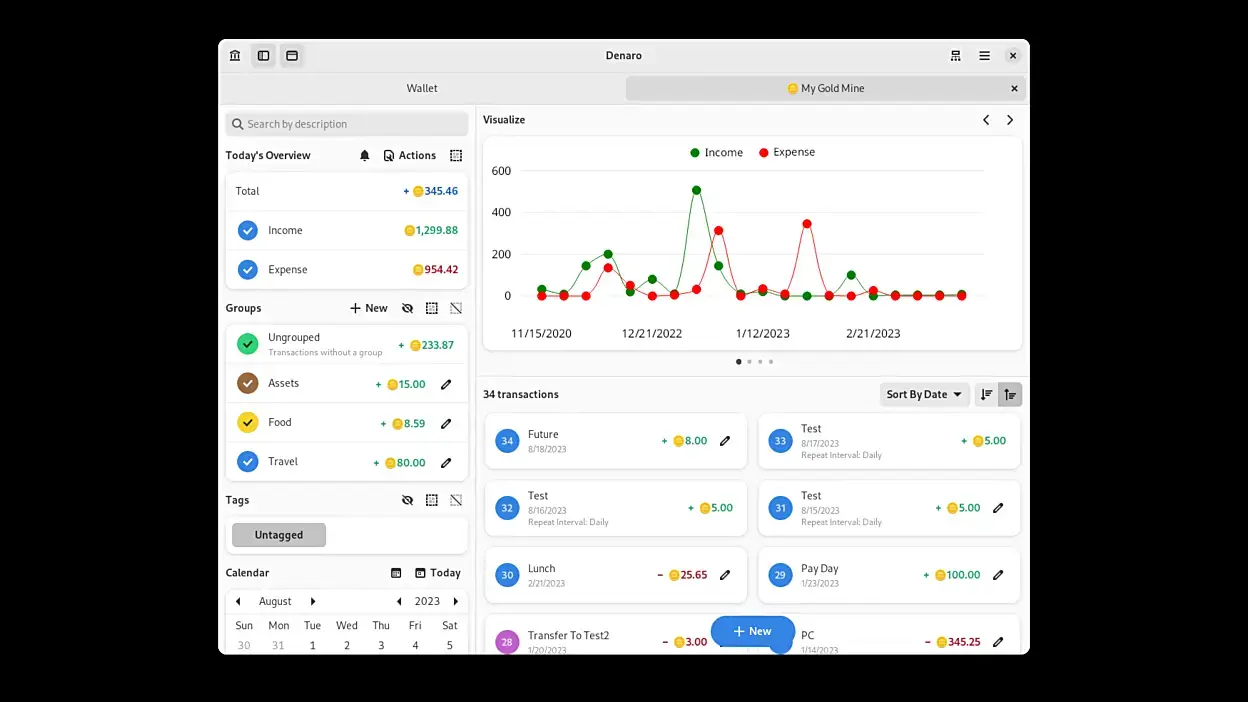 Denaro
Wallet
My Gold Mine
Search by description
Today's Overview
Actions
Total
+ 345.46
Income
1,299.88
Expense
954.42
Groups
New
Ungrouped
Transactions without a group
+ 233.87
Assets
+ 15.00
Food
+ 8.59
Travel
+ 80.00
Tags
Untagged
Calendar
Today
August
2023
Sun Mon Tue Wed Thu Fri Sat
30 31 1 2 3 4 5
Visualize
Income Expense
600
400
200
0
11/15/2020 12/21/2022 1/12/2023 2/21/2023
34 transactions
Sort By Date
34
Future
8/18/2023
+ 8.00
33
Test
8/17/2023
Repeat Interval: Daily
+ 5.00
32
Test
8/16/2023
Repeat Interval: Daily
+ 5.00
31
Test
8/15/2023
Repeat Interval: Daily
+ 5.00
30
Lunch
2/21/2023
− 25.65
29
Pay Day
1/23/2023
+ 100.00
28
Transfer To Test2
1/20/2023
− 3.00
PC
1/14/2023
− 345.25
+ New